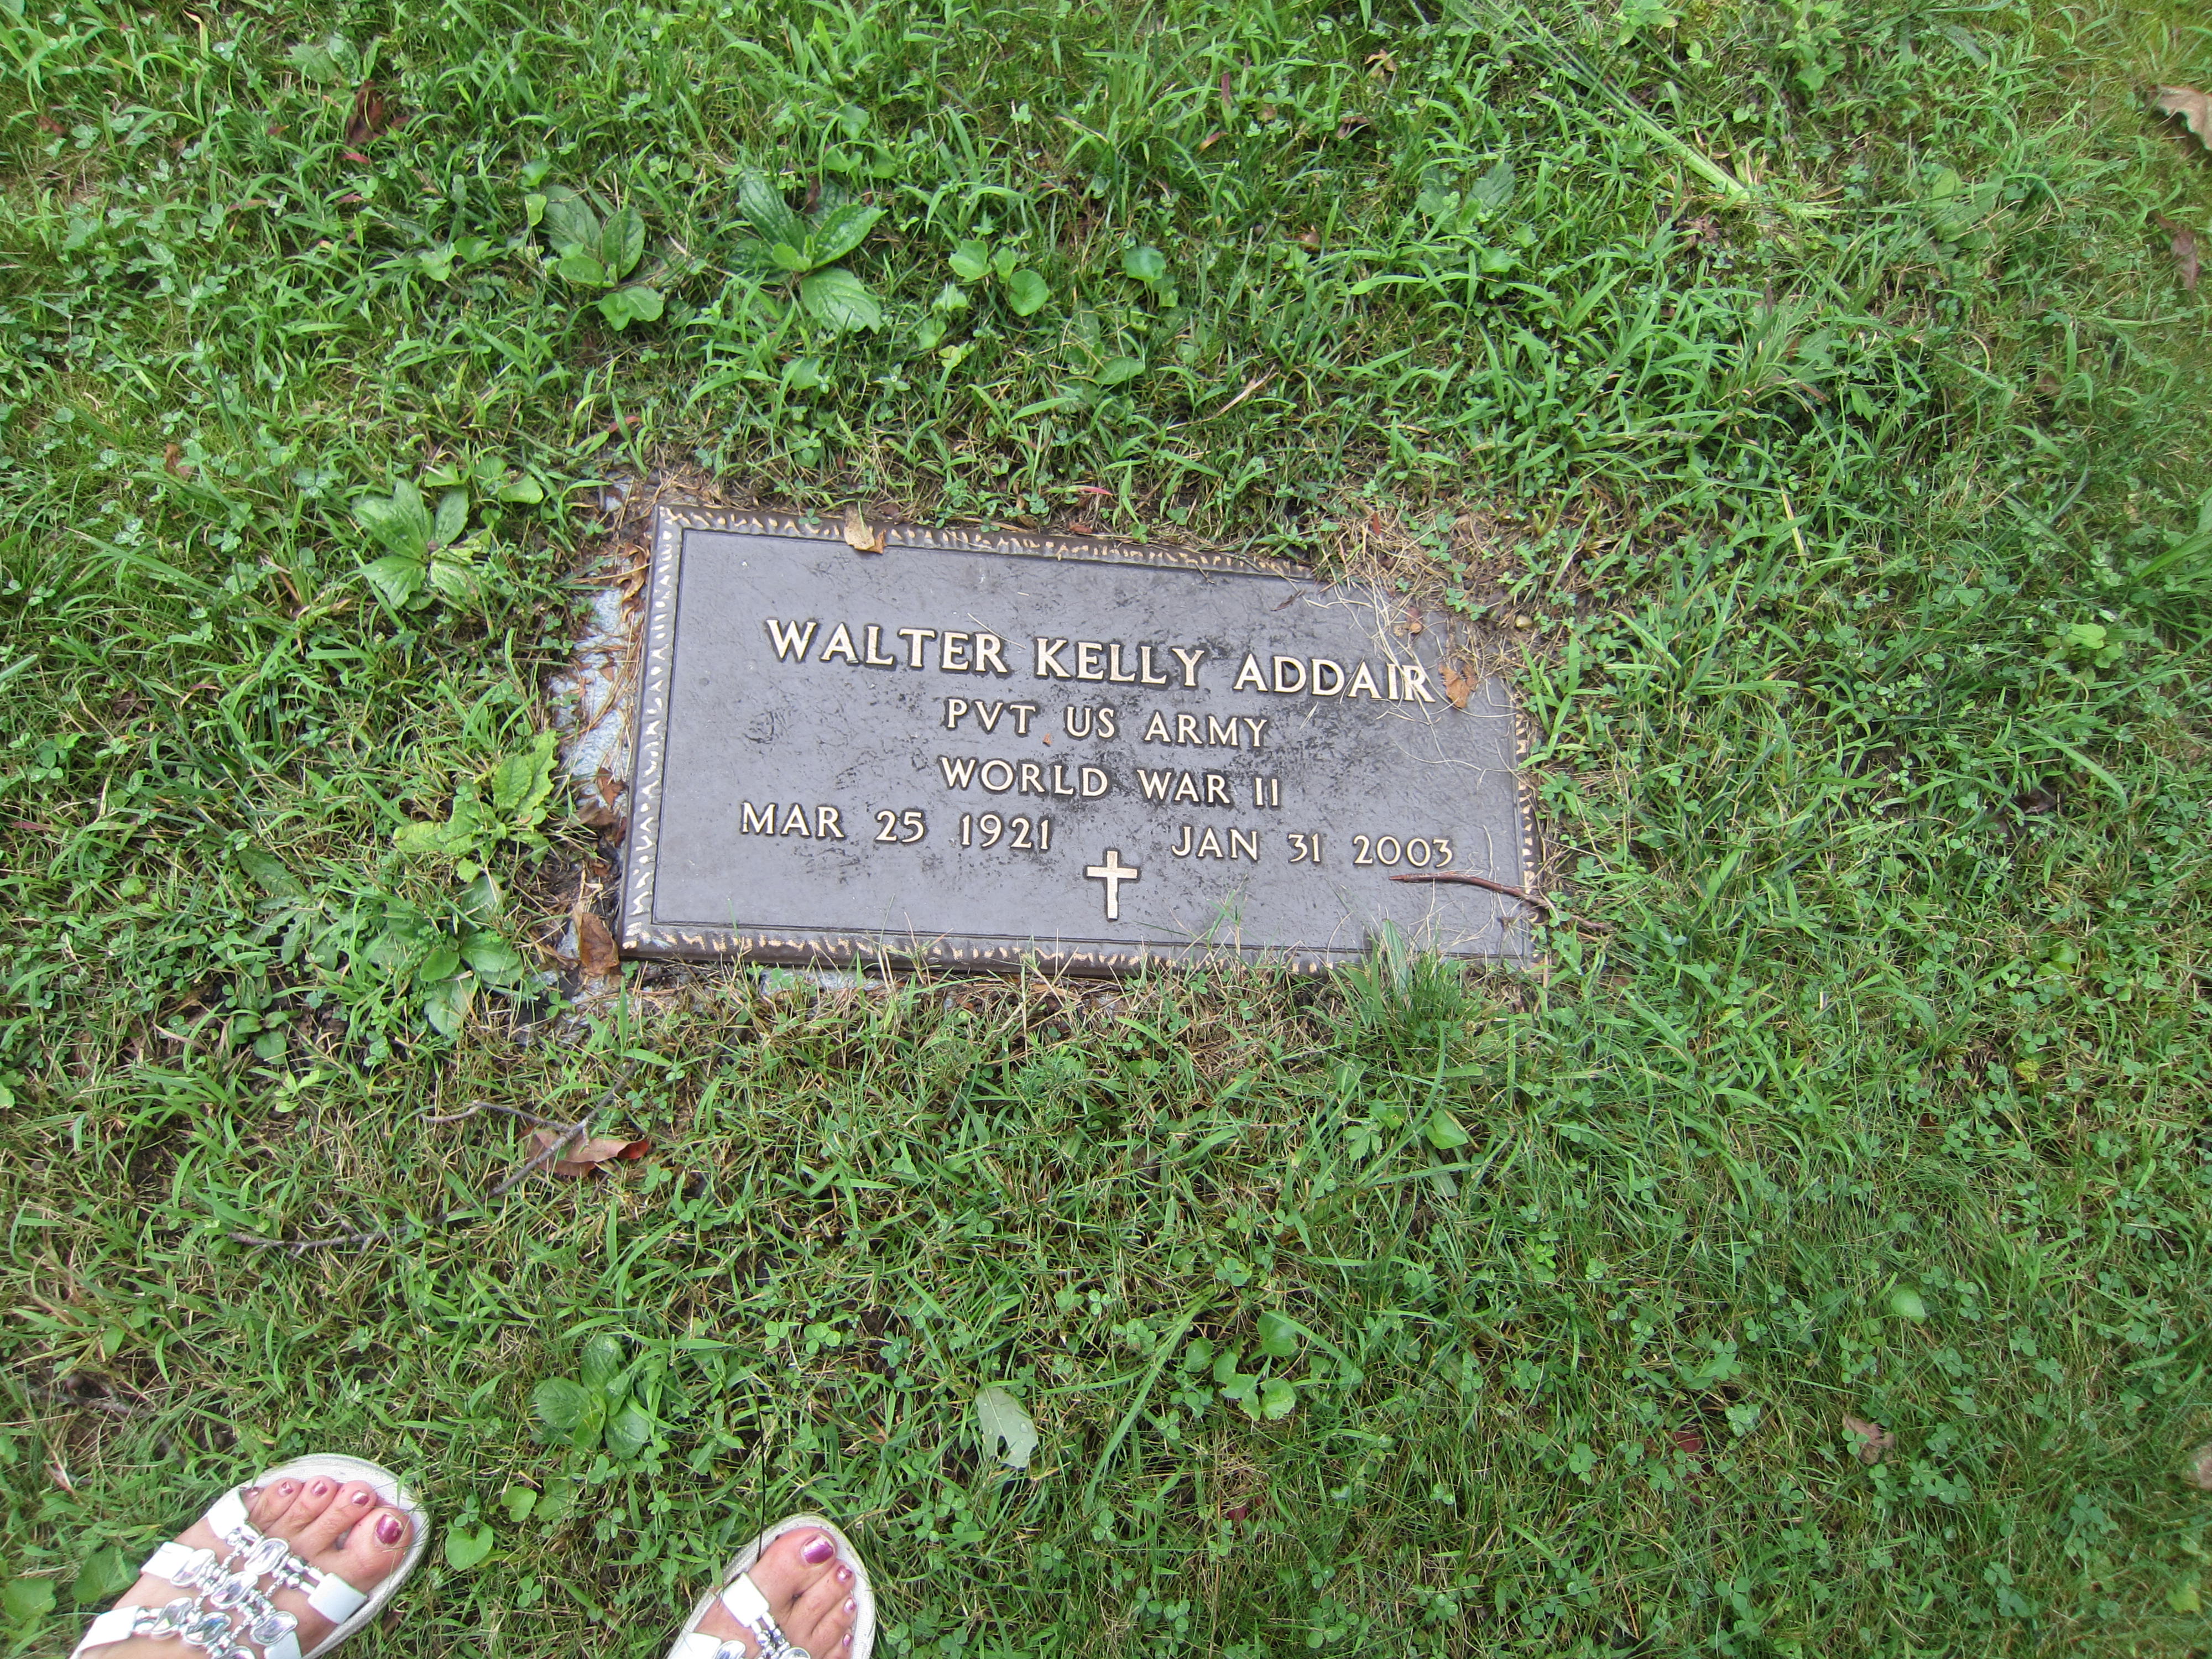 WALTER KELLY ADDAIR
PVT US ARMY
WORLD WAR II
MAR 25 1921 JAN 31 2003